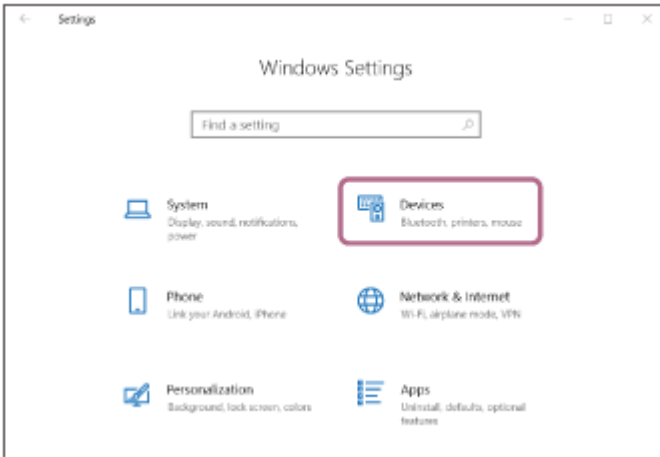 Settings
Windows Settings
Find a setting
System
Display, sound, notifications,
power
Devices
Bluetooth, printers, mouse
Phone
Link your Android, iPhone
Network & Internet
Wi-Fi, airplane mode, VPN
Personalization
Background, lock screen, colors
Apps
Uninstall, defaults, optional
features